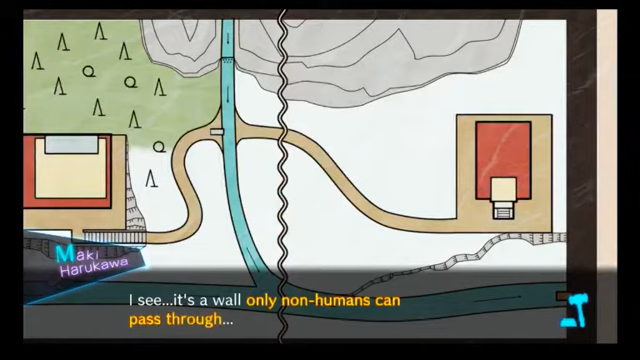 Maki
Harukawa
I see...it's a wall only non-humans can
pass through...